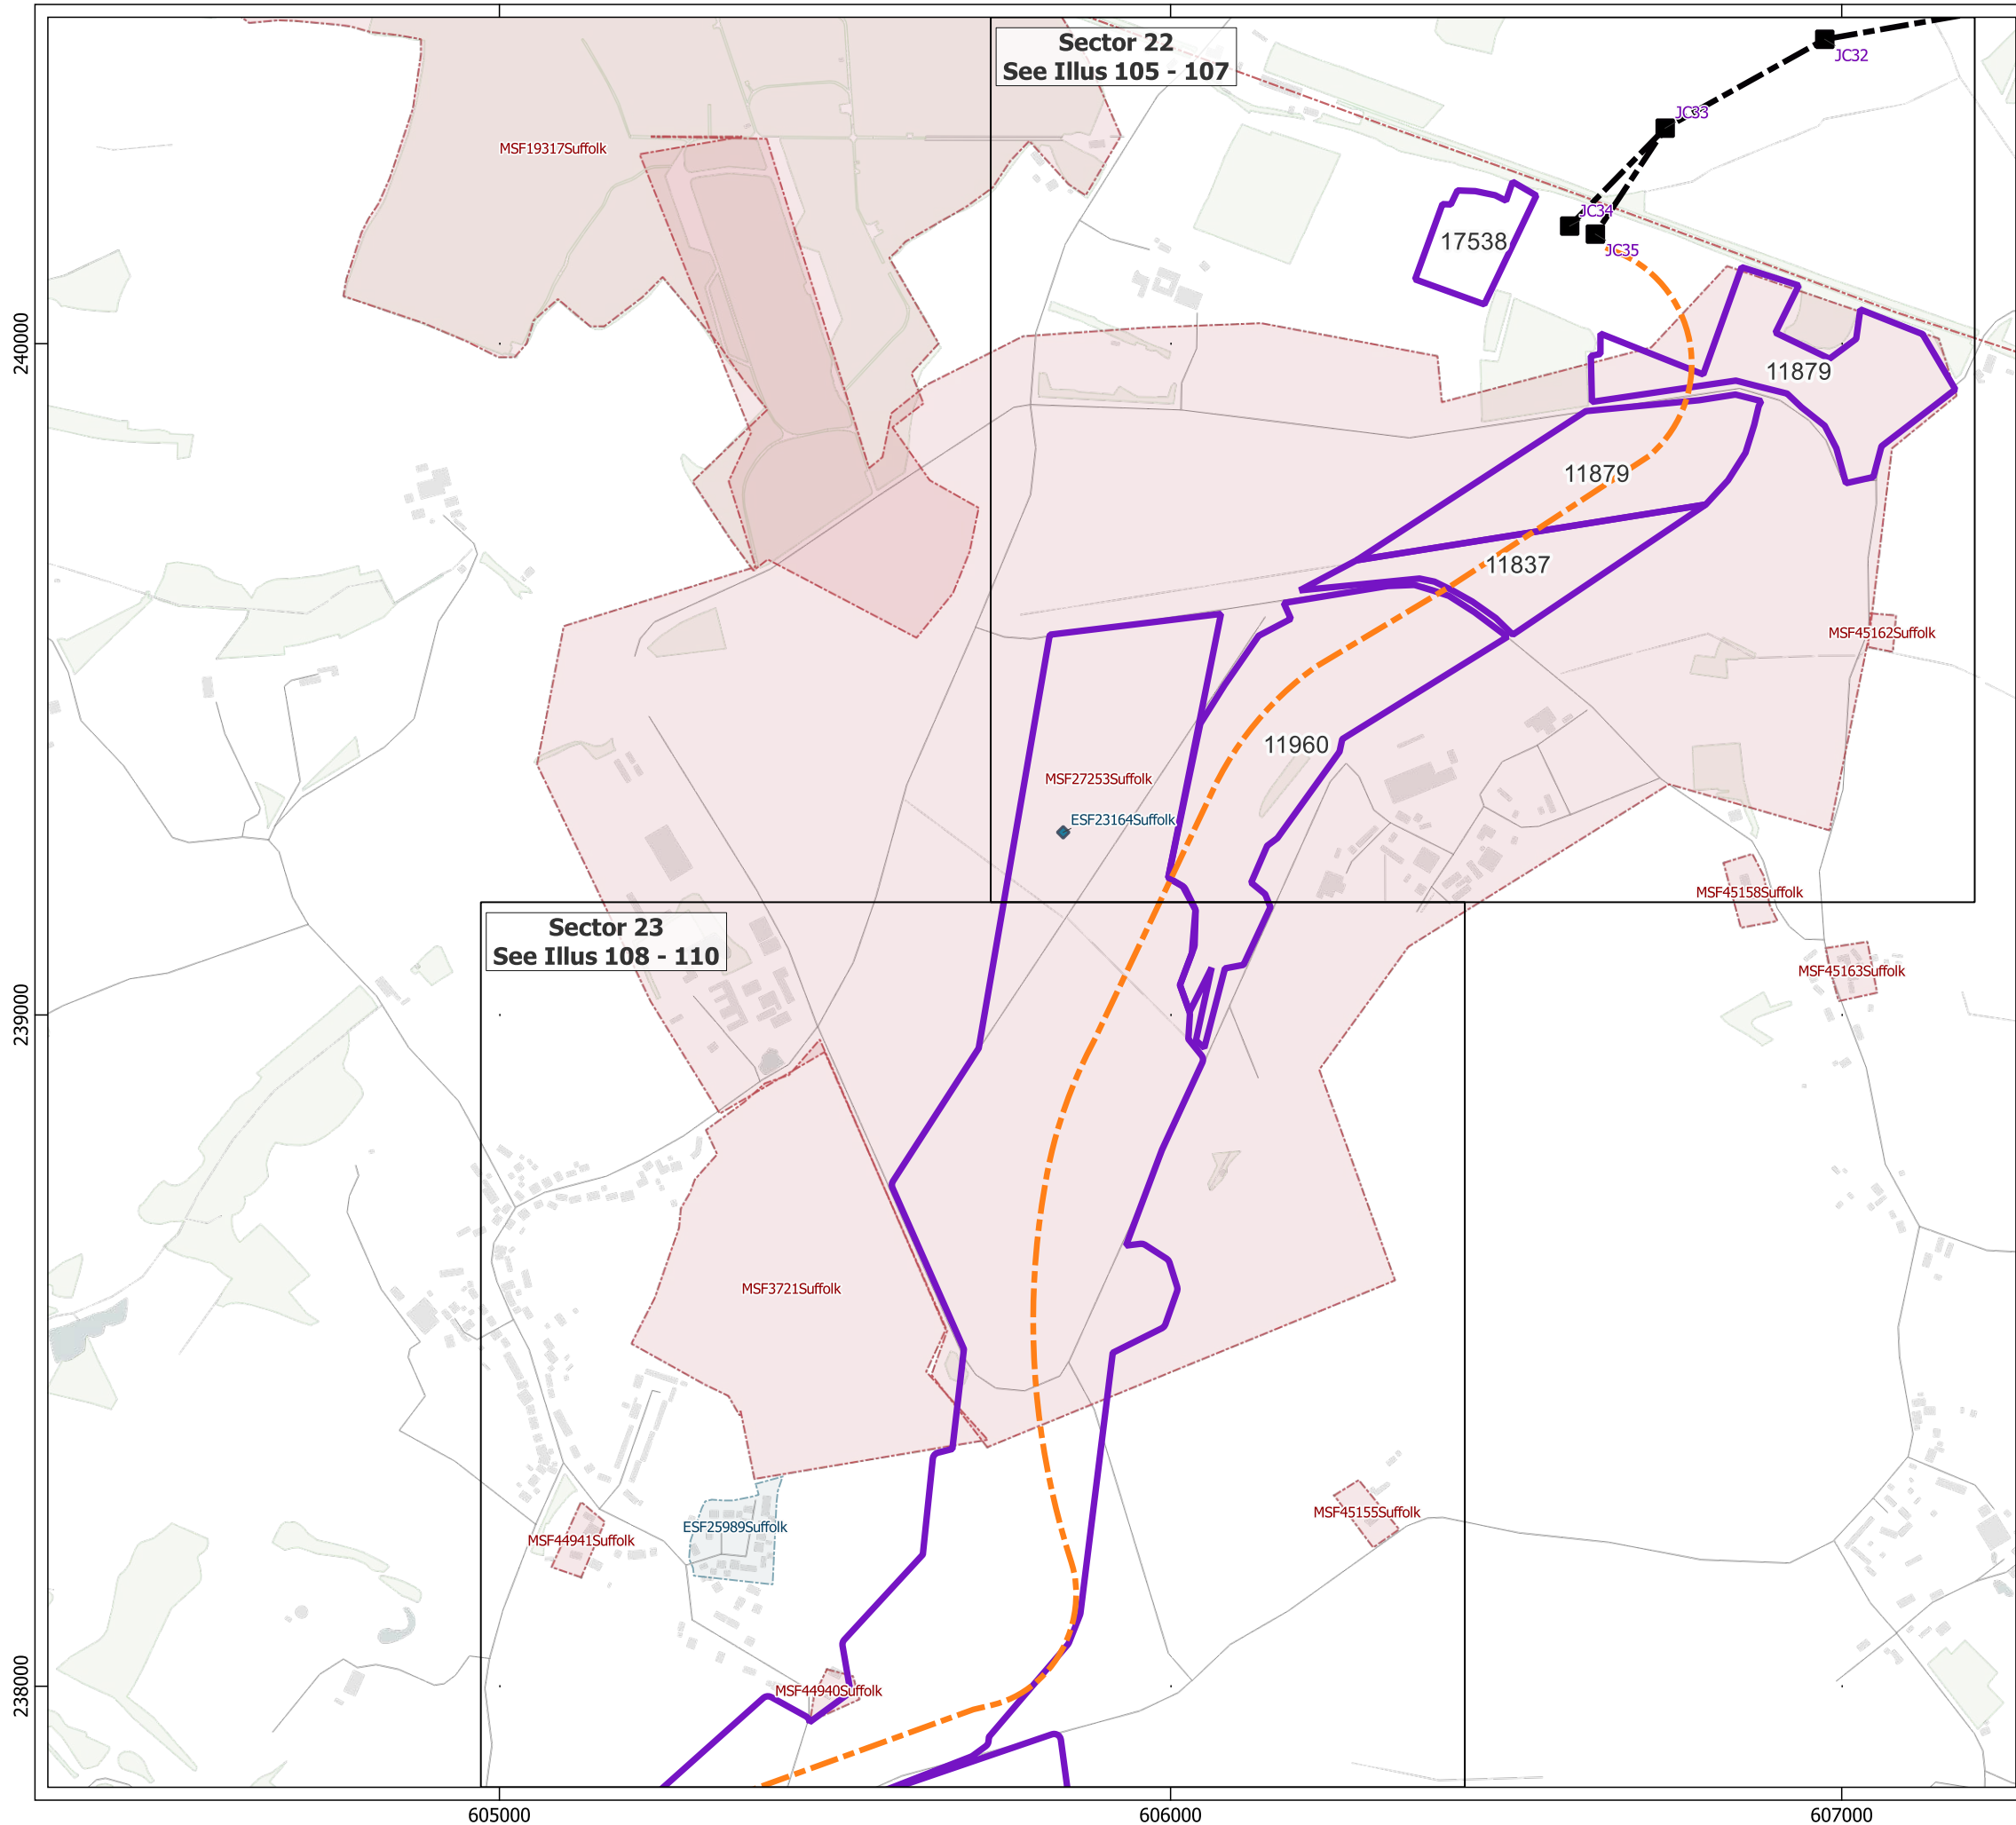 Sector 22
See Illus 105 - 107
JC32
JC33
MSF19317Suffolk
JC34
17538
JC35
240000
11879
11879
11837
MSF45162Suffolk
11960
MSF27253Suffolk
ESF23164Suffolk
MSF45158Suffolk
Sector 23
See Illus 108 - 110
MSF45163Suffolk
239000
MSF3721Suffolk
MSF45155Suffolk
ESF25989Suffolk
MSF44941Suffolk
MSF44940Suffolk
238000
605000
606000
607000